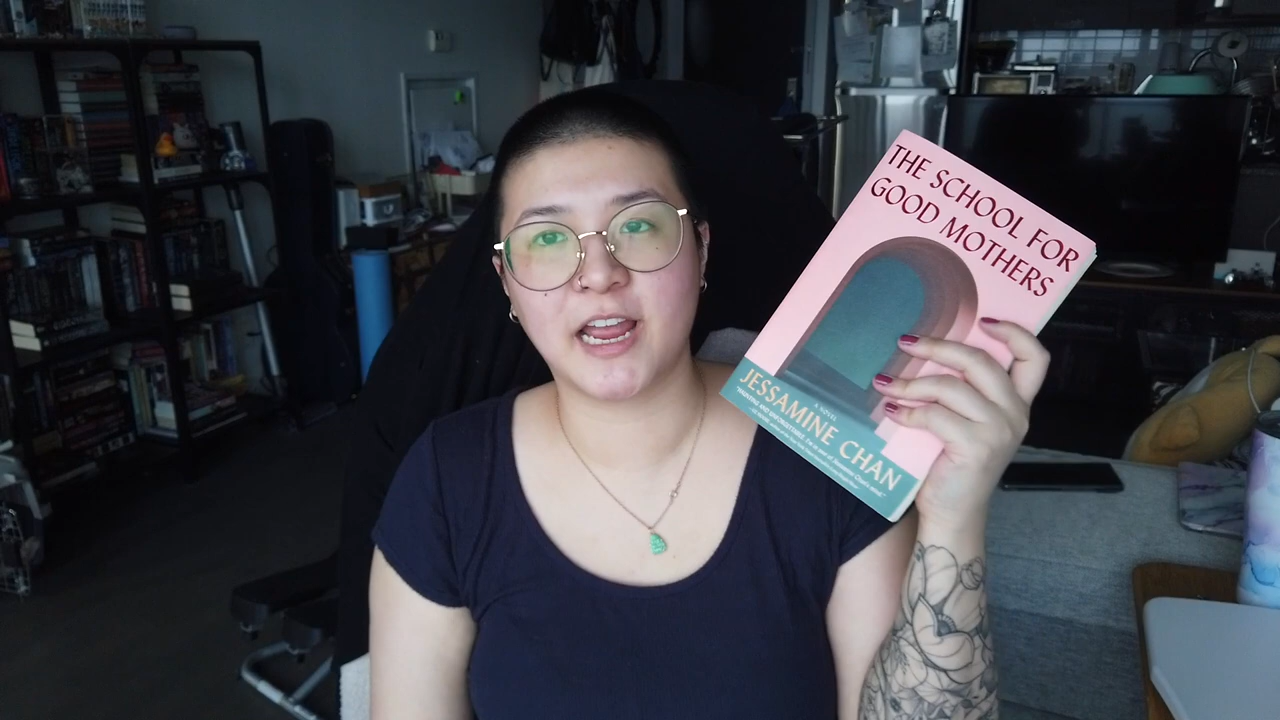 THE SCHOOL FOR
GOOD MOTHERS
A NOVEL
JESSAMINE CHAN